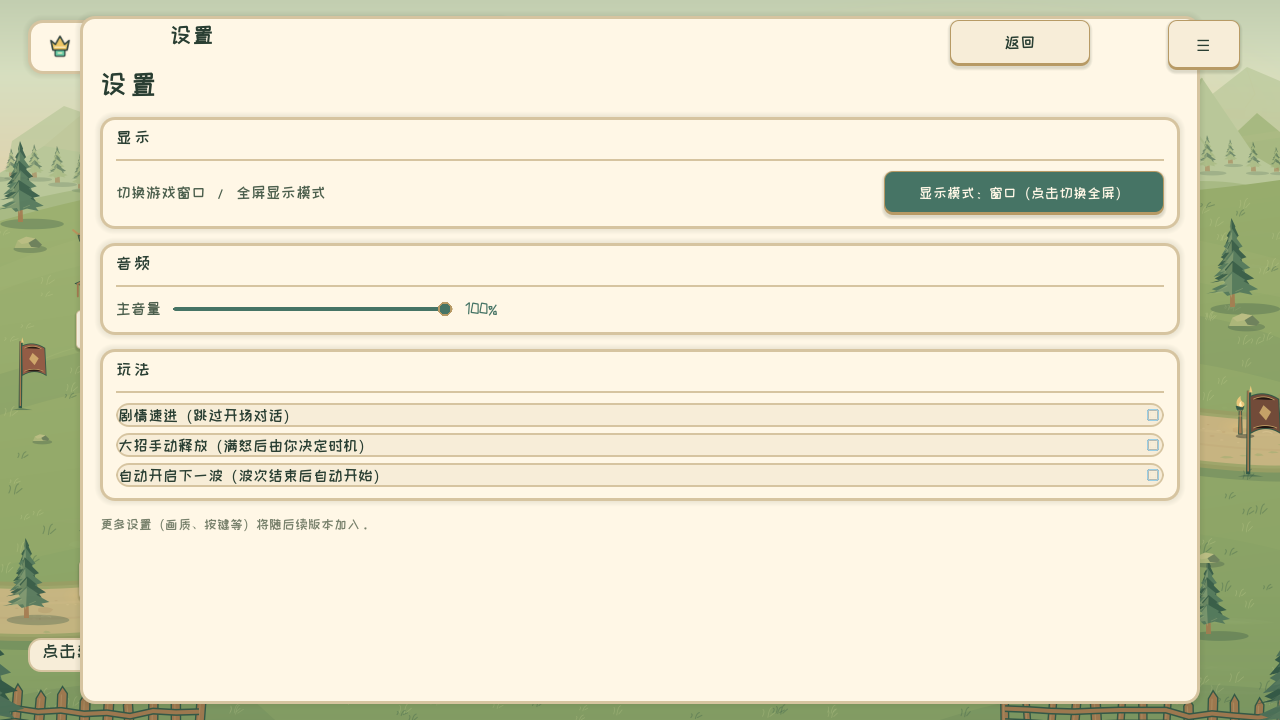 设置
返回
☰
设置
显示
切换游戏窗口 / 全屏显示模式
显示模式：窗口（点击切换全屏）
音频
主音量 100%
玩法
剧情速进（跳过开场对话）
大招手动释放（满怒后由你决定时机）
自动开启下一波（波次结束后自动开始）
更多设置（画质、按键等）将随后续版本加入。
点击